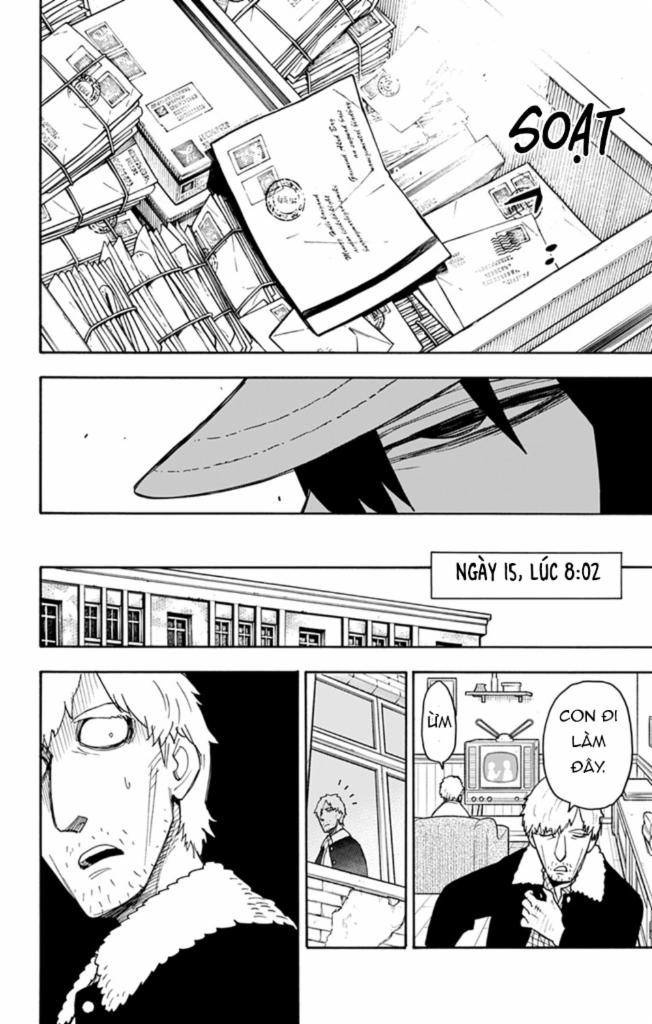 SOẠT
NGÀY 15, LÚC 8:02
CON ĐI
LÀM
ĐÂY.
ỪM